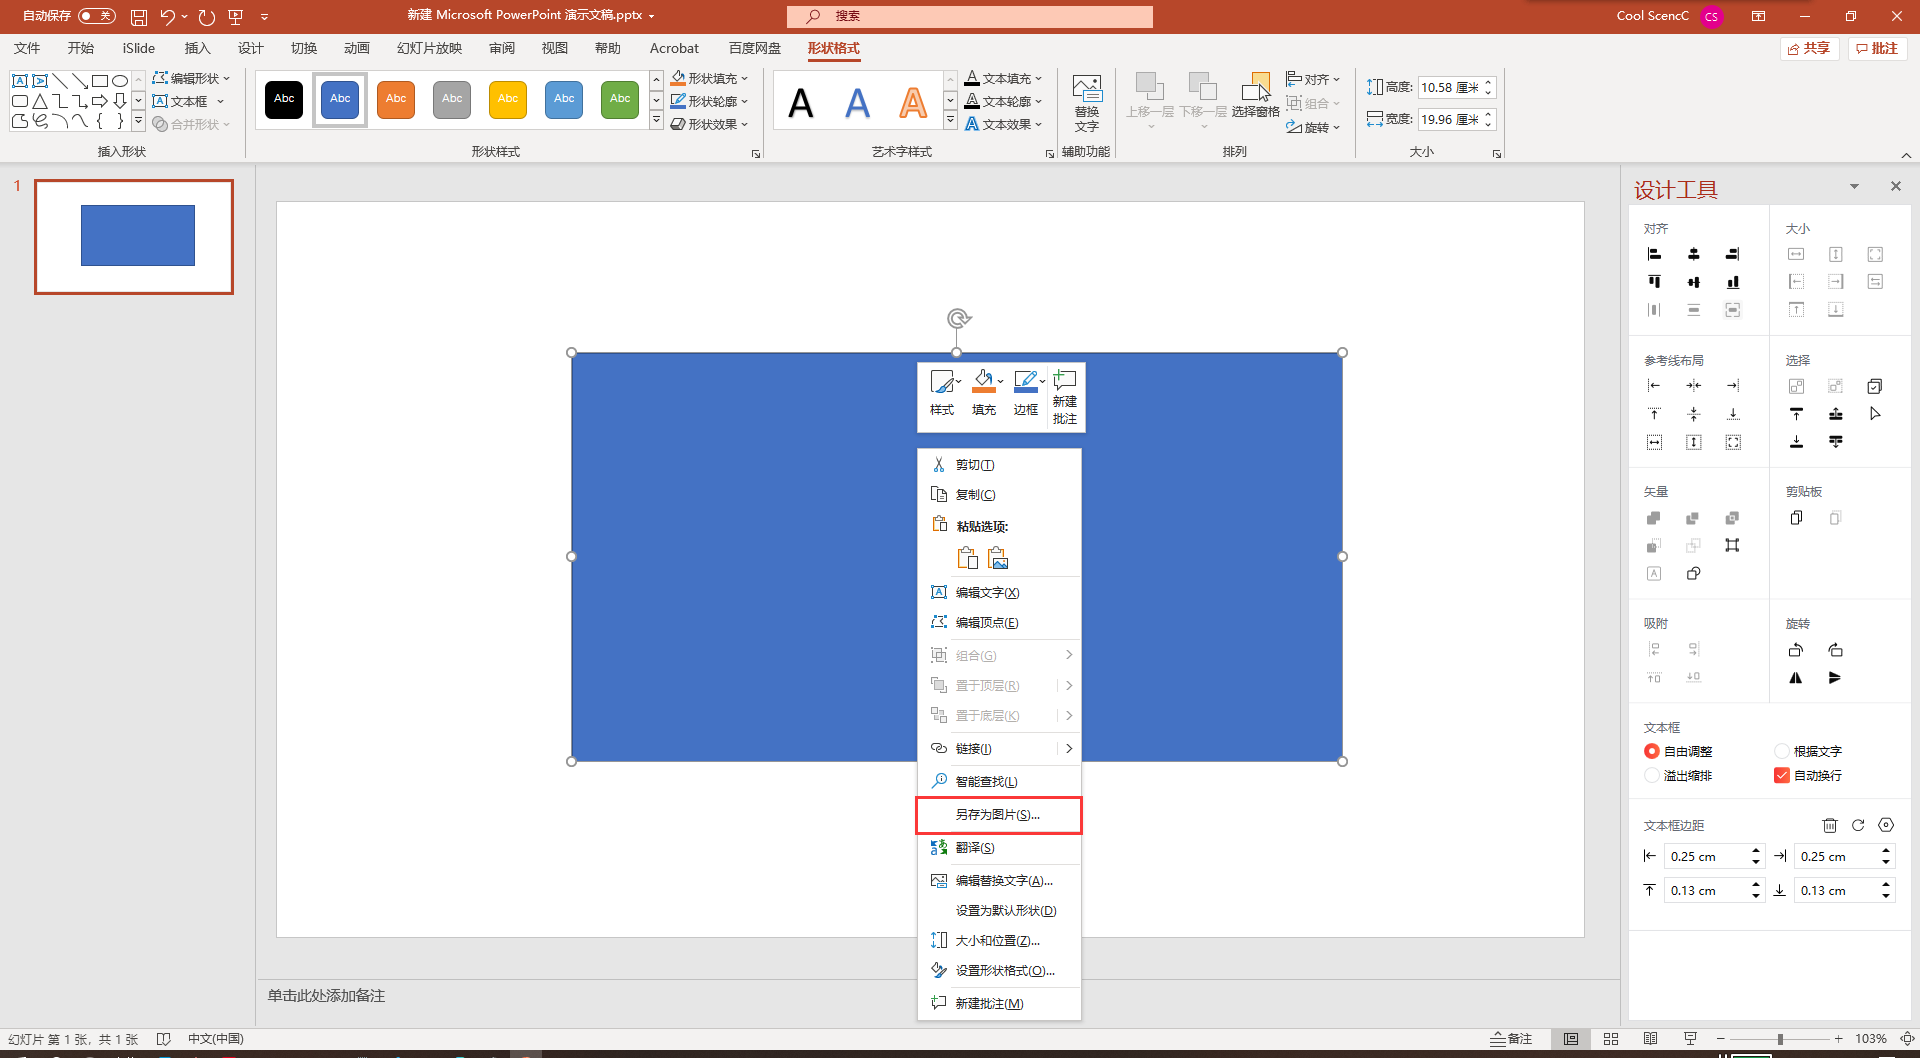 自动保存 关
新建 Microsoft PowerPoint 演示文稿.pptx
搜索
Cool ScencC CS
文件 开始 iSlide 插入 设计 切换 动画 幻灯片放映 审阅 视图 帮助 Acrobat 百度网盘 形状格式
共享 批注
编辑形状
文本框
合并形状
插入形状
Abc Abc Abc Abc Abc Abc Abc
形状填充
形状轮廓
形状效果
形状样式
A A A
文本填充
文本轮廓
文本效果
艺术字样式
替换
文字
辅助功能
上移一层 下移一层 选择窗格
对齐
组合
旋转
排列
高度: 10.58 厘米
宽度: 19.96 厘米
大小
1
样式 填充 边框 新建
批注
剪切(T)
复制(C)
粘贴选项:
编辑文字(X)
编辑顶点(E)
组合(G)
置于顶层(R)
置于底层(K)
链接(I)
智能查找(L)
另存为图片(S)...
翻译(S)
编辑替换文字(A)...
设置为默认形状(D)
大小和位置(Z)...
设置形状格式(O)...
新建批注(M)
设计工具
对齐 大小
参考线布局 选择
矢量 剪贴板
吸附 旋转
文本框
自由调整 根据文字
溢出缩排 自动换行
文本框边距
0.25 cm 0.25 cm
0.13 cm 0.13 cm
单击此处添加备注
幻灯片 第 1 张，共 1 张 中文(中国)
备注 103%